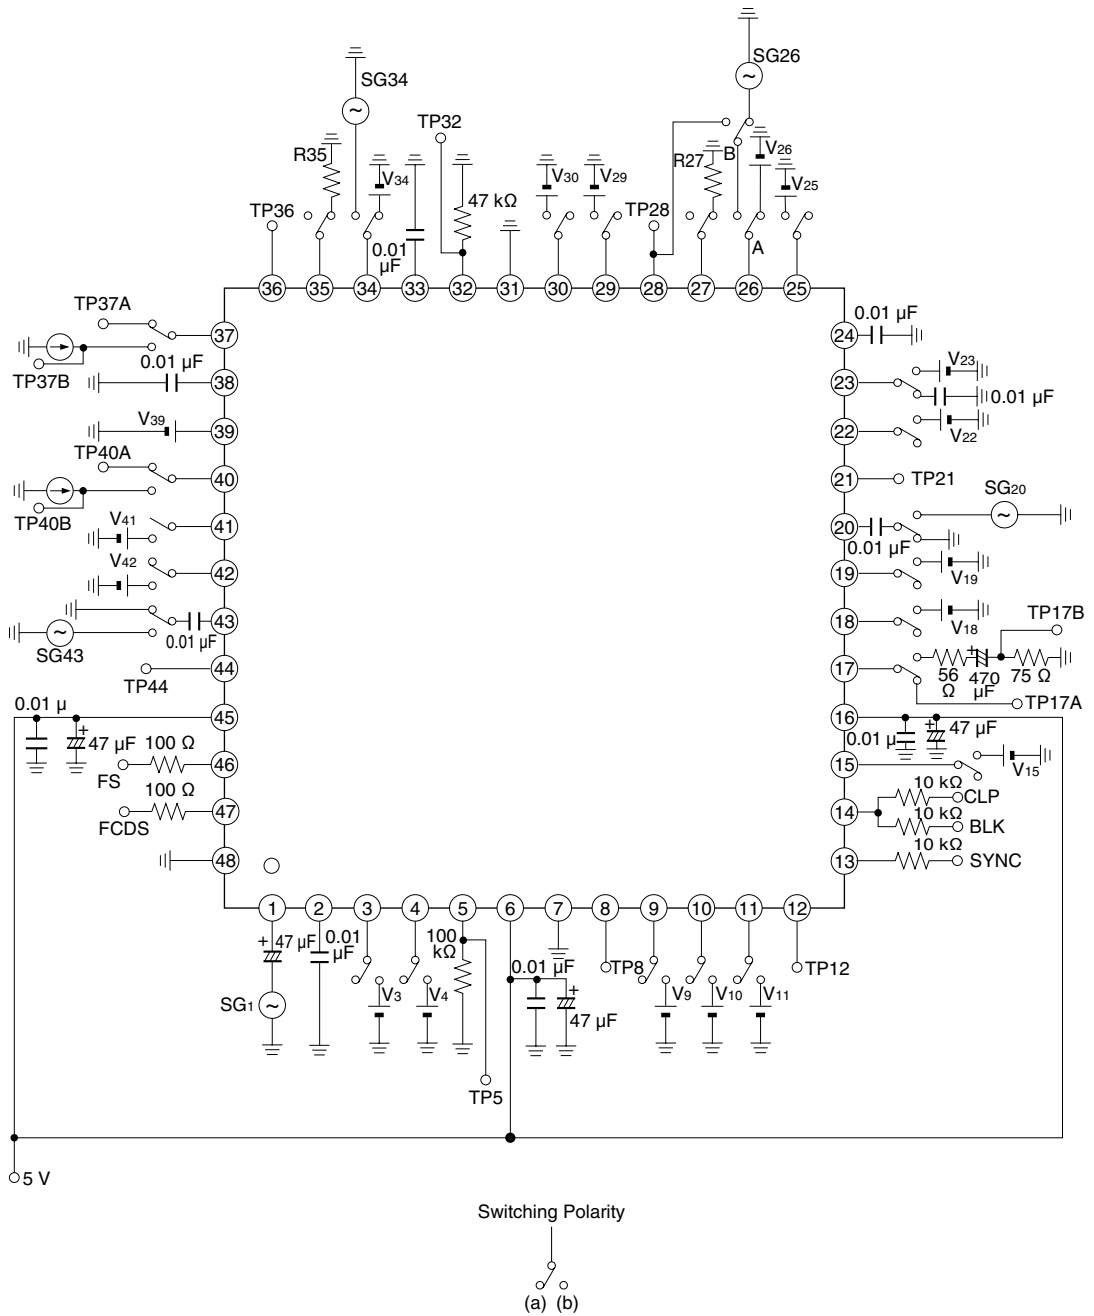 SG26
SG34
TP32
B
V26
R35
V34
R27
V30
V29
V25
TP36
47 kΩ
TP28
0.01
µF
A
36
35
34
33
32
31
30
29
28
27
26
25
TP37A
37
0.01 µF
24
0.01 µF
TP37B
38
V23
23
0.01 µF
V39
39
22
V22
TP40A
40
21
TP21
SG20
TP40B
V41
41
20
0.01 µF
V42
42
19
V19
43
0.01 µF
SG43
18
V18
TP17B
44
TP44
17
+
56
Ω
470
µF
75 Ω
TP17A
0.01 µ
45
+
47 µF
16
0.01 µ
+
47 µF
100 Ω
46
FS
15
V15
100 Ω
47
FCDS
10 kΩ
CLP
14
10 kΩ
BLK
48
10 kΩ
13
SYNC
1
2
3
4
5
6
7
8
9
10
11
12
+
47 µF
0.01
µF
100
kΩ
0.01 µF
TP8
TP12
SG1
V3
V4
+
47 µF
V9
V10
V11
TP5
5 V
Switching Polarity
(a) (b)